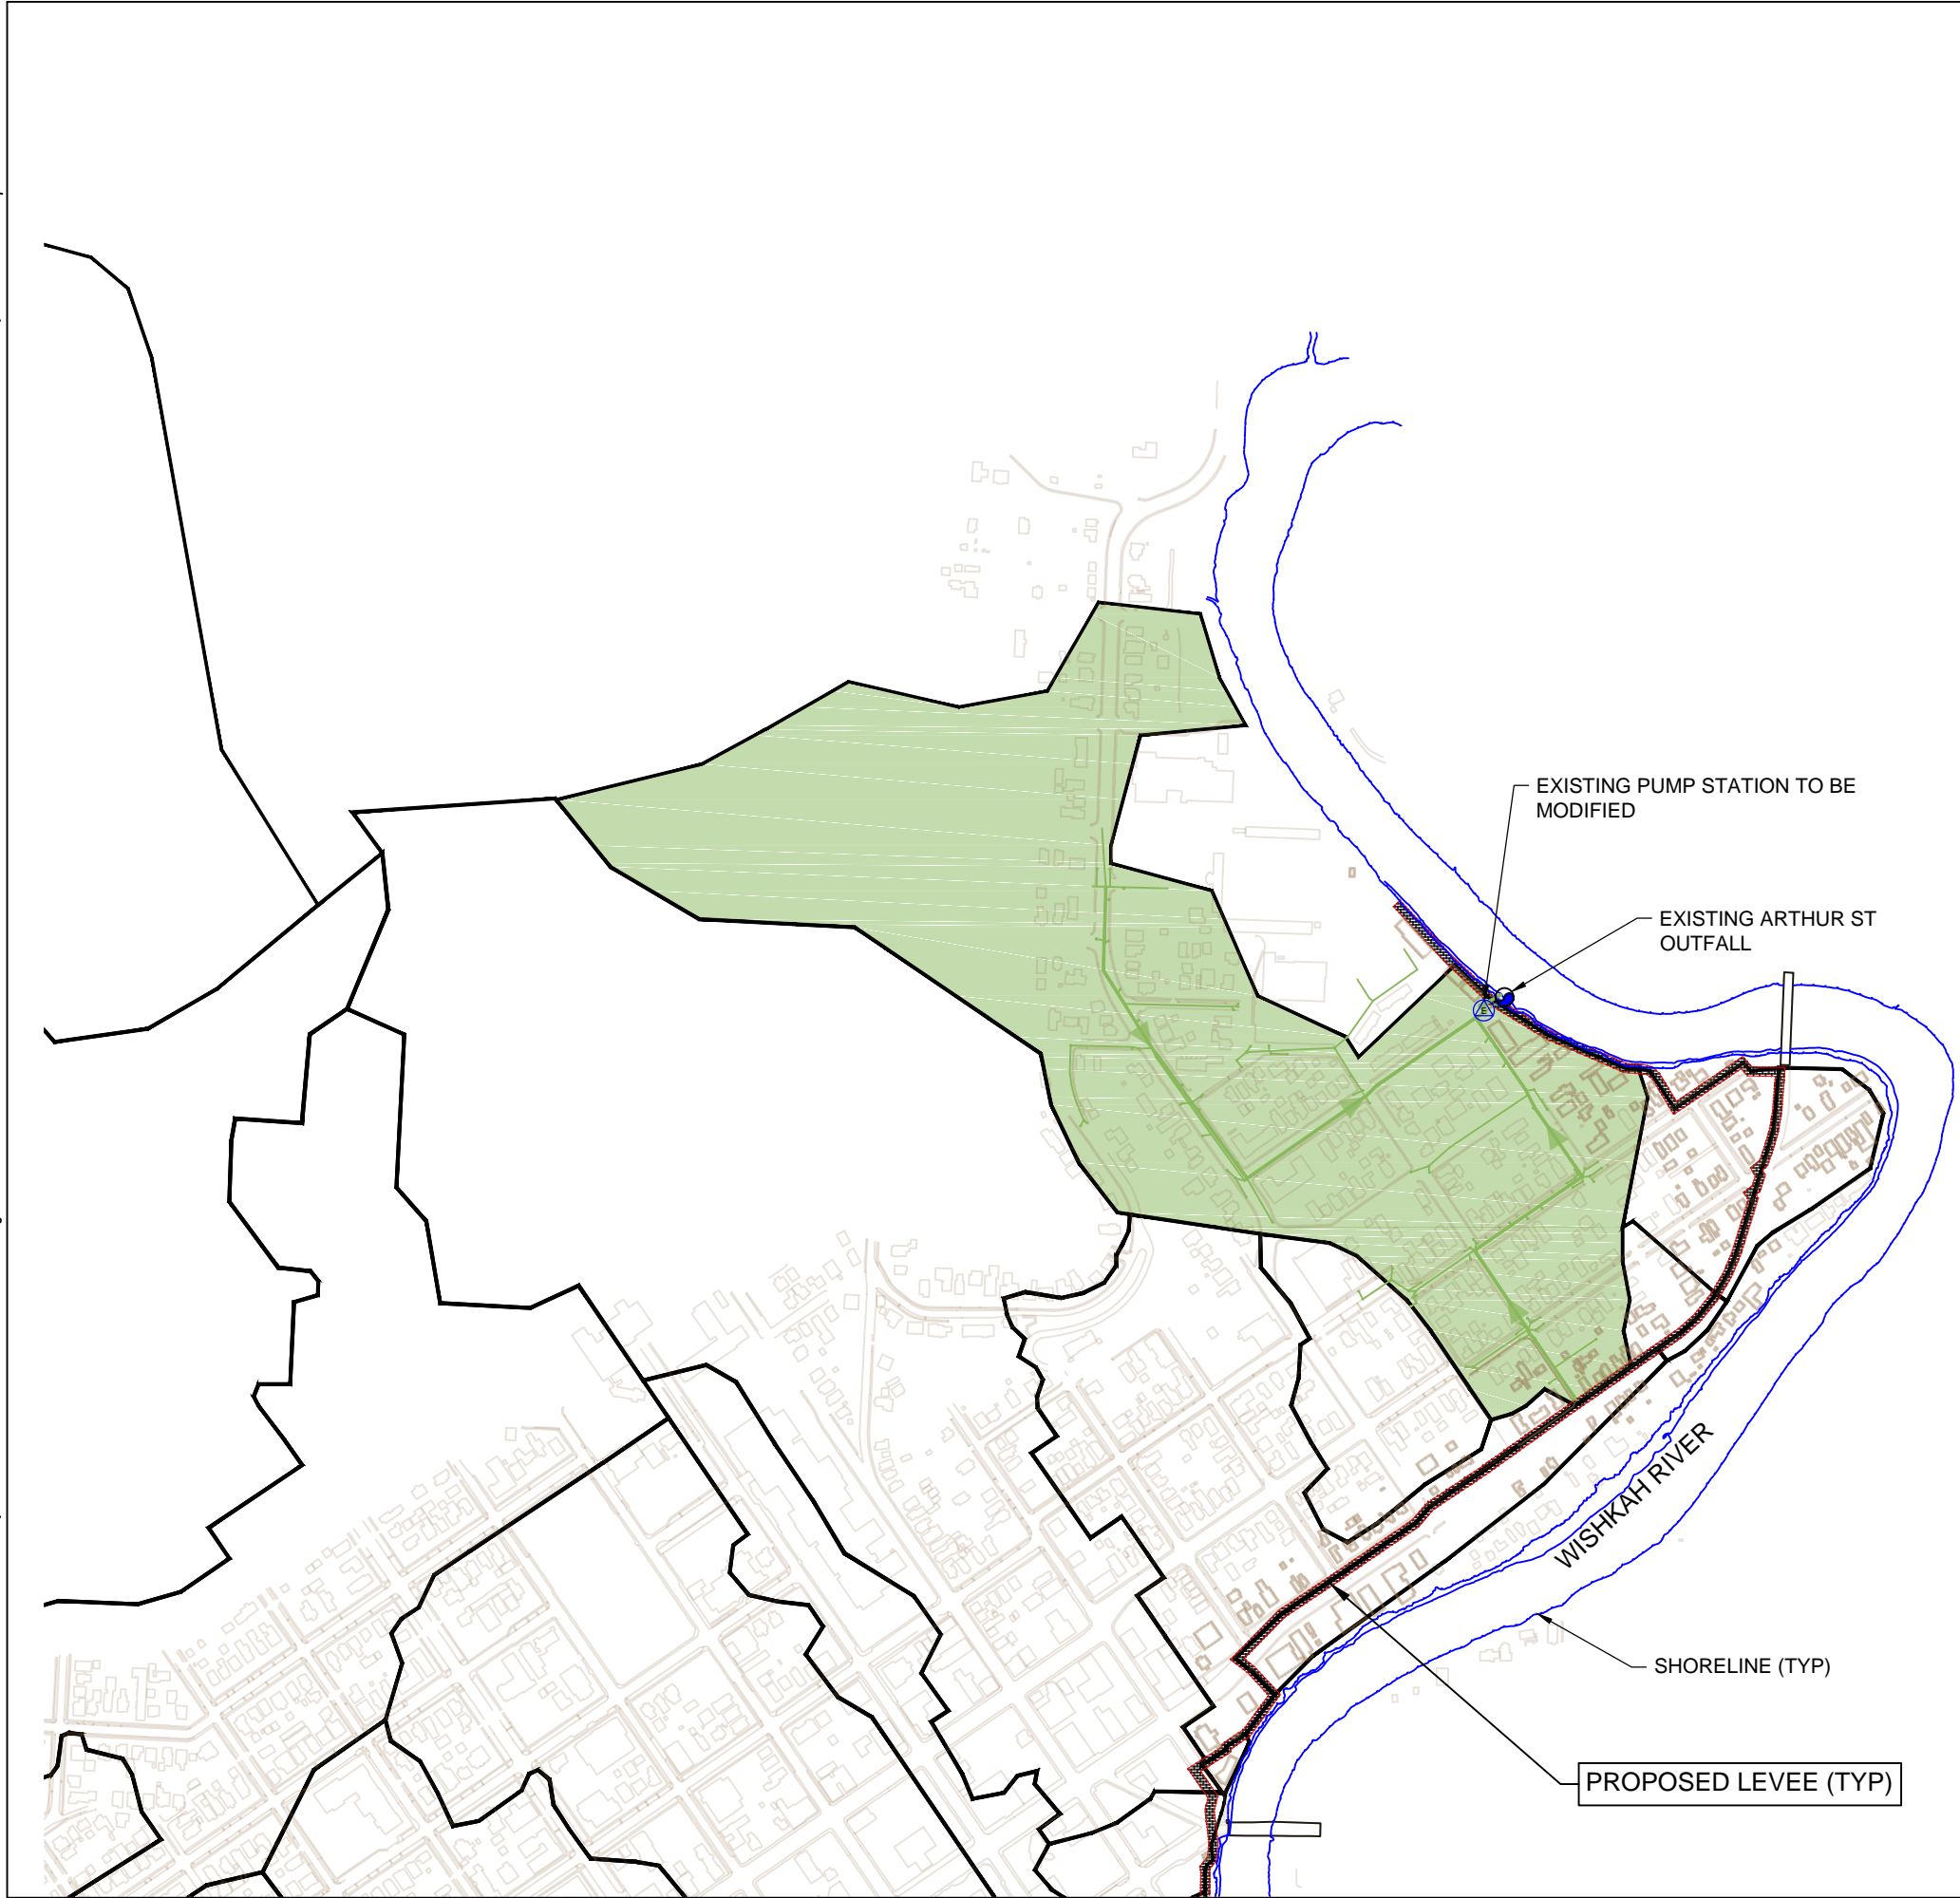 EXISTING PUMP STATION TO BE
MODIFIED
EXISTING ARTHUR ST
OUTFALL
E
WISHKAH RIVER
SHORELINE (TYP)
PROPOSED LEVEE (TYP)